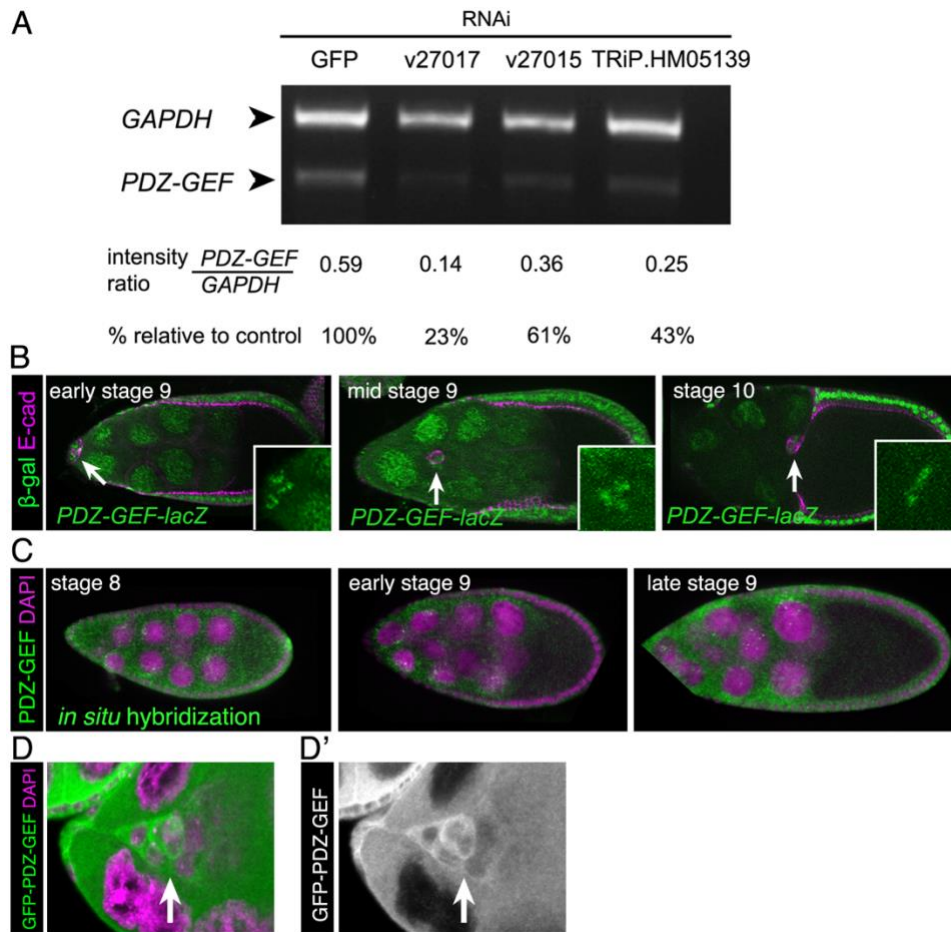 A
RNAi
GFP v27017 v27015 TRiP.HM05139
GAPDH
PDZ-GEF
intensity ratio PDZ-GEF / GAPDH 0.59 0.14 0.36 0.25
% relative to control 100% 23% 61% 43%
B
β-gal E-cad
early stage 9 mid stage 9 stage 10
PDZ-GEF-lacZ PDZ-GEF-lacZ PDZ-GEF-lacZ
C
PDZ-GEF DAPI
stage 8 early stage 9 late stage 9
in situ hybridization
D D'
GFP-PDZ-GEF DAPI
GFP-PDZ-GEF